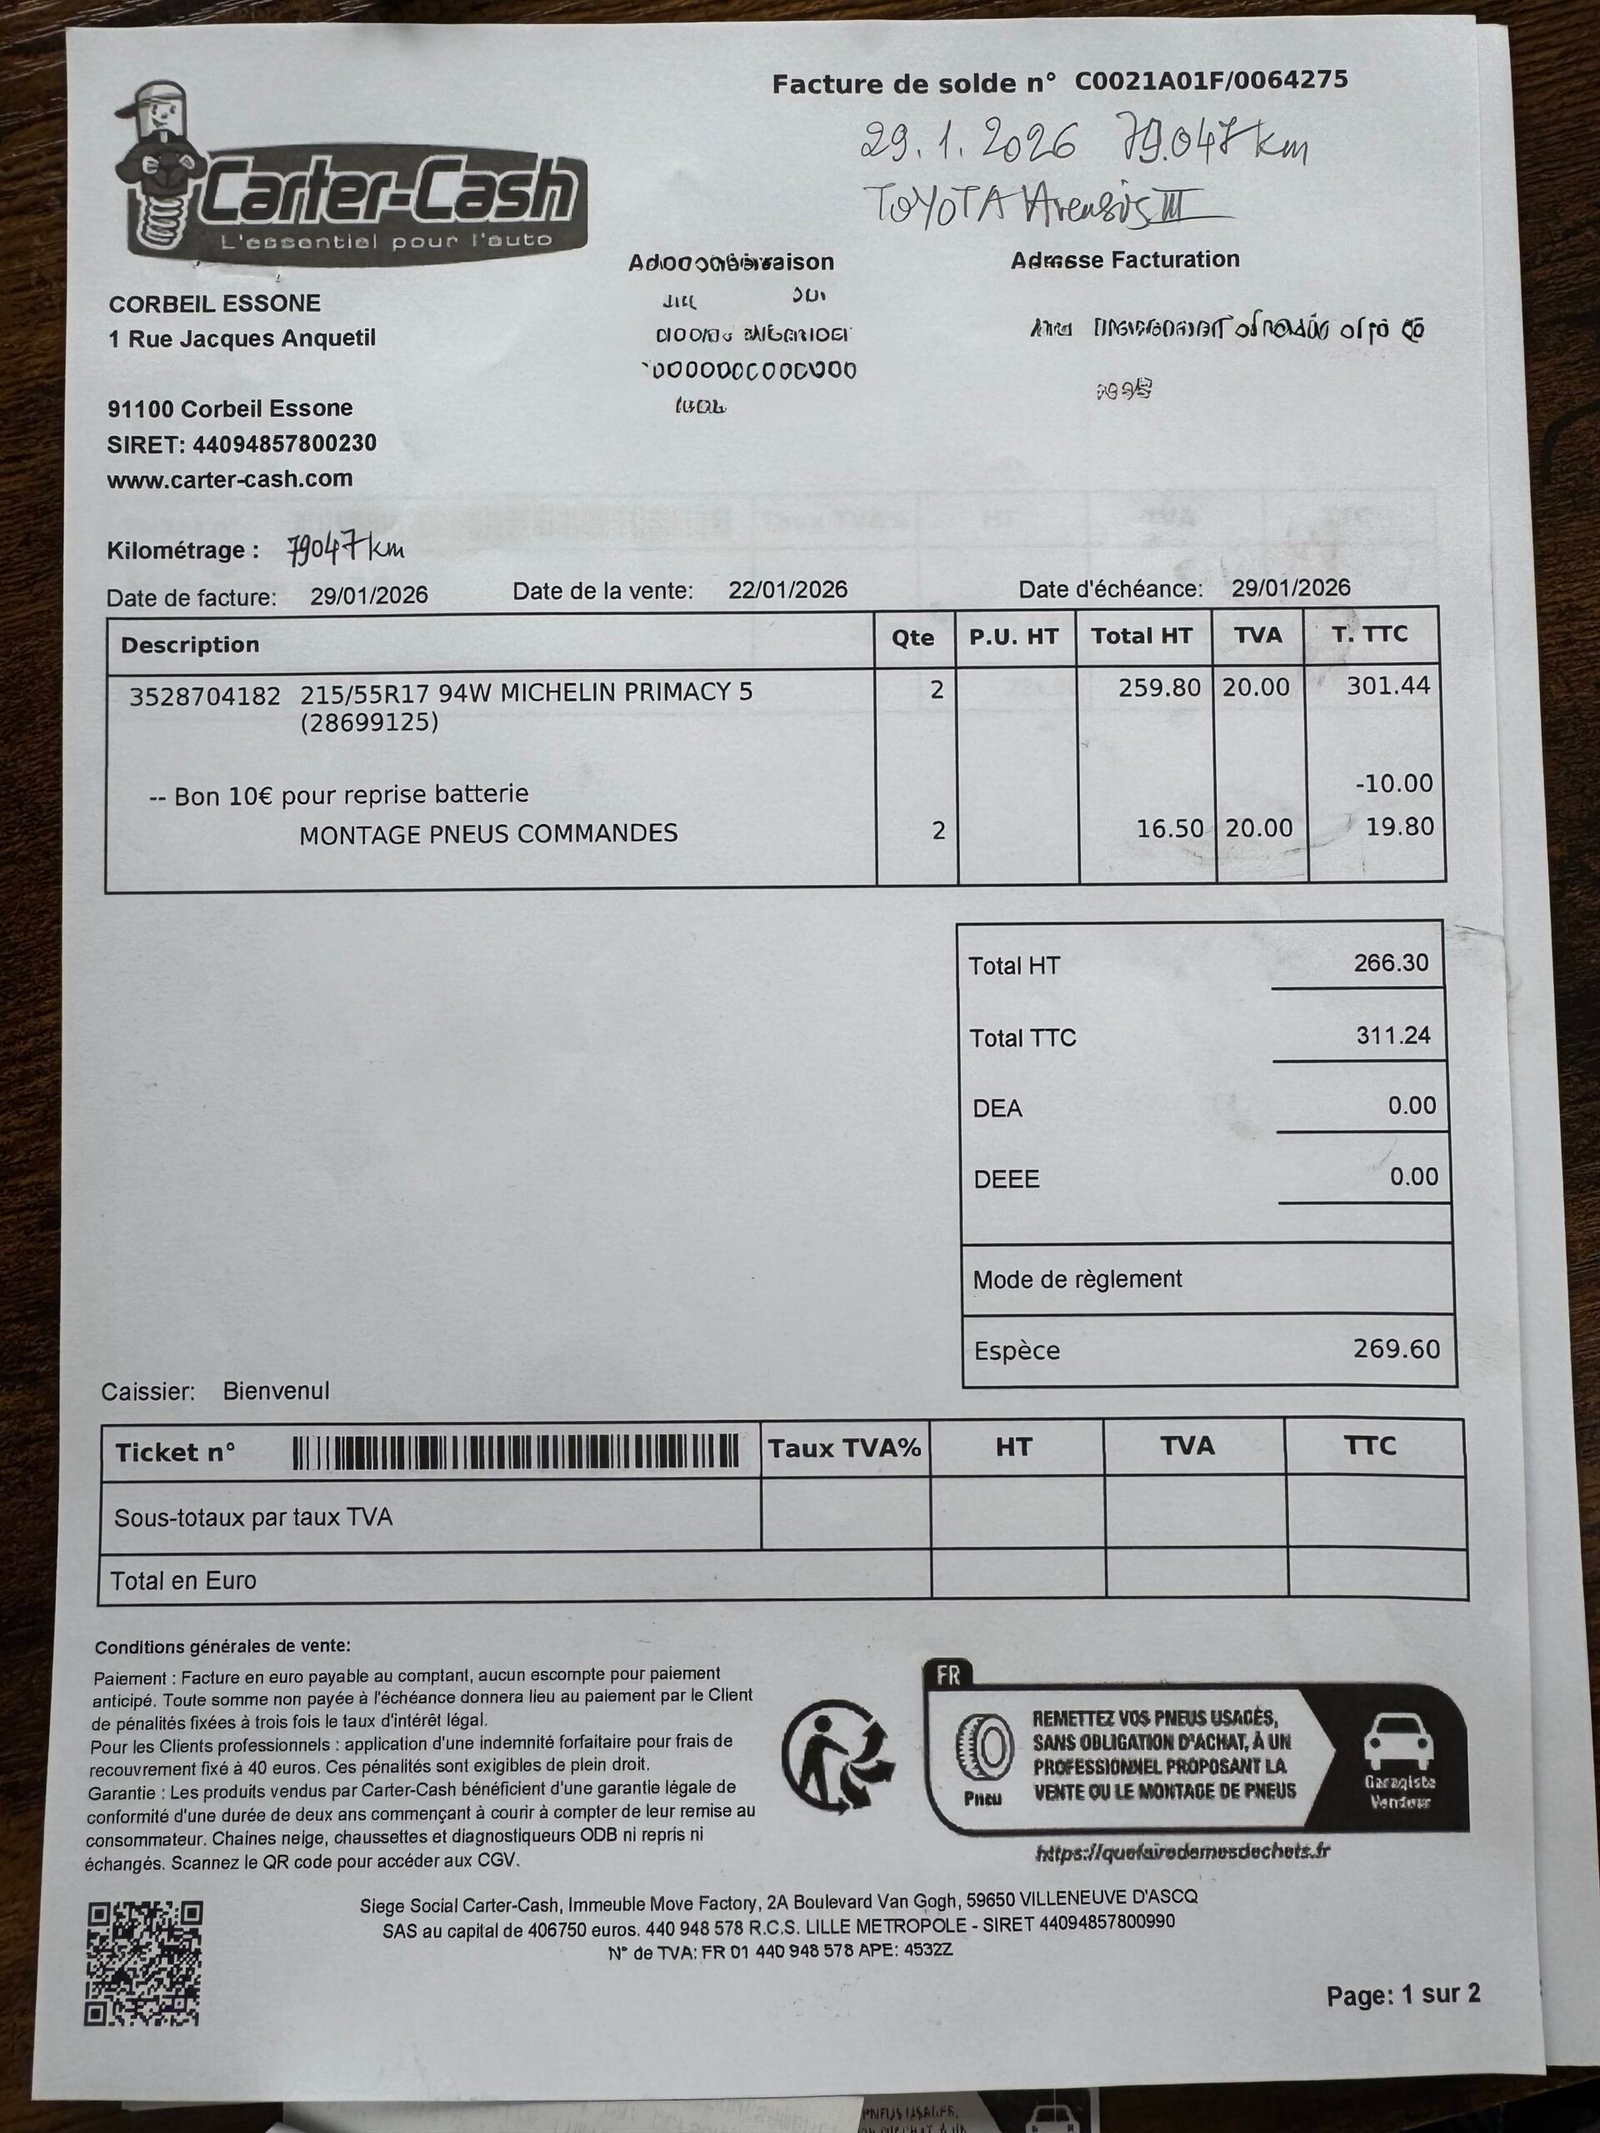 Facture de solde n° C0021A01F/0064275
29.1.2026 79.047 km
TOYOTA Avensis III
Carter-Cash
L'essentiel pour l'auto
Adresse Facturation
CORBEIL ESSONE
1 Rue Jacques Anquetil
91100 Corbeil Essone
SIRET: 44094857800230
www.carter-cash.com
Kilométrage : 79047 km
Date de facture: 29/01/2026 Date de la vente: 22/01/2026 Date d'échéance: 29/01/2026
Description Qte P.U. HT Total HT TVA T. TTC
3528704182 215/55R17 94W MICHELIN PRIMACY 5 2 259.80 20.00 301.44
(28699125)
-- Bon 10€ pour reprise batterie -10.00
MONTAGE PNEUS COMMANDES 2 16.50 20.00 19.80
Total HT 266.30
Total TTC 311.24
DEA 0.00
DEEE 0.00
Mode de règlement
Espèce 269.60
Caissier: Bienvenul
Ticket n° Taux TVA% HT TVA TTC
Sous-totaux par taux TVA
Total en Euro
Conditions générales de vente:
Paiement : Facture en euro payable au comptant, aucun escompte pour paiement
anticipé. Toute somme non payée à l'échéance donnera lieu au paiement par le Client
de pénalités fixées à trois fois le taux d'intérêt légal.
Pour les Clients professionnels : application d'une indemnité forfaitaire pour frais de
recouvrement fixé à 40 euros. Ces pénalités sont exigibles de plein droit.
Garantie : Les produits vendus par Carter-Cash bénéficient d'une garantie légale de
conformité d'une durée de deux ans commençant à courir à compter de leur remise au
consommateur. Chaines neige, chaussettes et diagnostiqueurs ODB ni repris ni
échangés. Scannez le QR code pour accéder aux CGV.
FR
REMETTEZ VOS PNEUS USAGÉS,
SANS OBLIGATION D'ACHAT, À UN
PROFESSIONNEL PROPOSANT LA
VENTE OU LE MONTAGE DE PNEUS
Pneu
Garagiste
Vendeur
https://quefairedemesdechets.fr
Siege Social Carter-Cash, Immeuble Move Factory, 2A Boulevard Van Gogh, 59650 VILLENEUVE D'ASCQ
SAS au capital de 406750 euros. 440 948 578 R.C.S. LILLE METROPOLE - SIRET 44094857800990
N° de TVA: FR 01 440 948 578 APE: 4532Z
Page: 1 sur 2